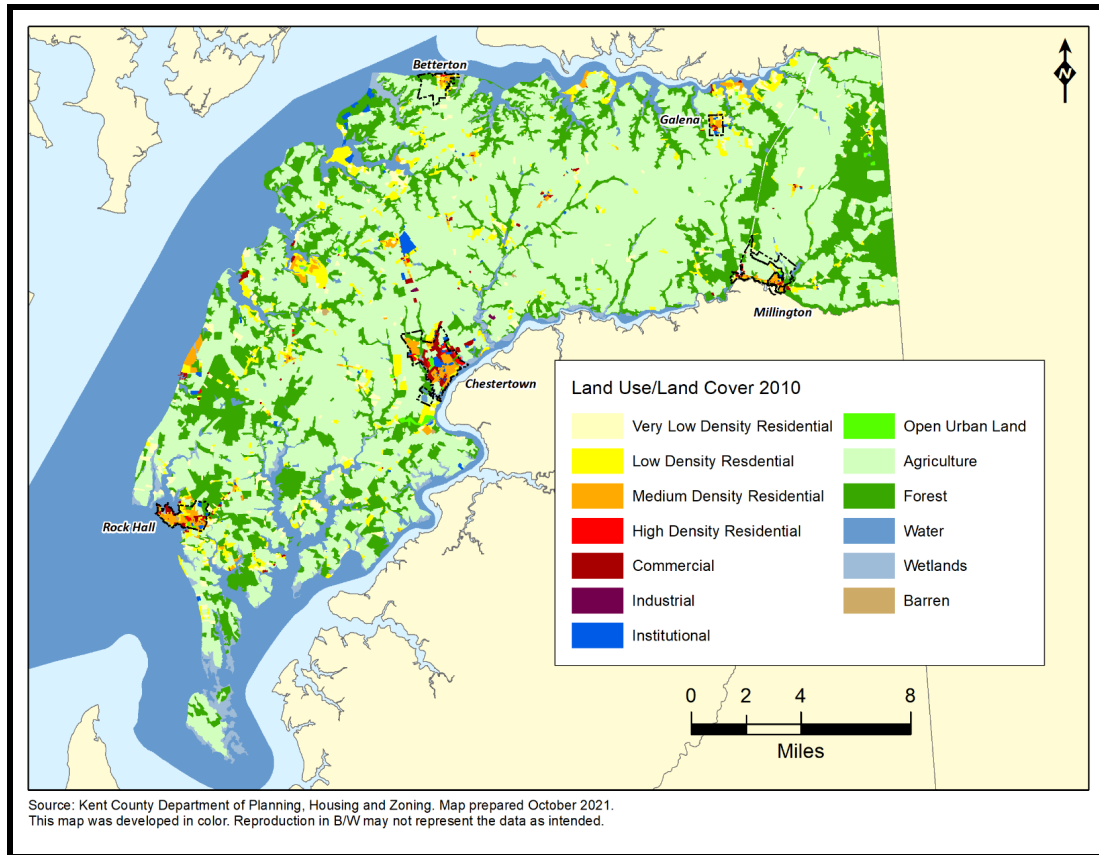 Betterton
N
Galena
Millington
Chestertown
Rock Hall
Land Use/Land Cover 2010
Very Low Density Residential
Low Density Resdential
Medium Density Residential
High Density Residential
Commercial
Industrial
Institutional
Open Urban Land
Agriculture
Forest
Water
Wetlands
Barren
0 2 4 8
Miles
Source: Kent County Department of Planning, Housing and Zoning. Map prepared October 2021.
This map was developed in color. Reproduction in B/W may not represent the data as intended.